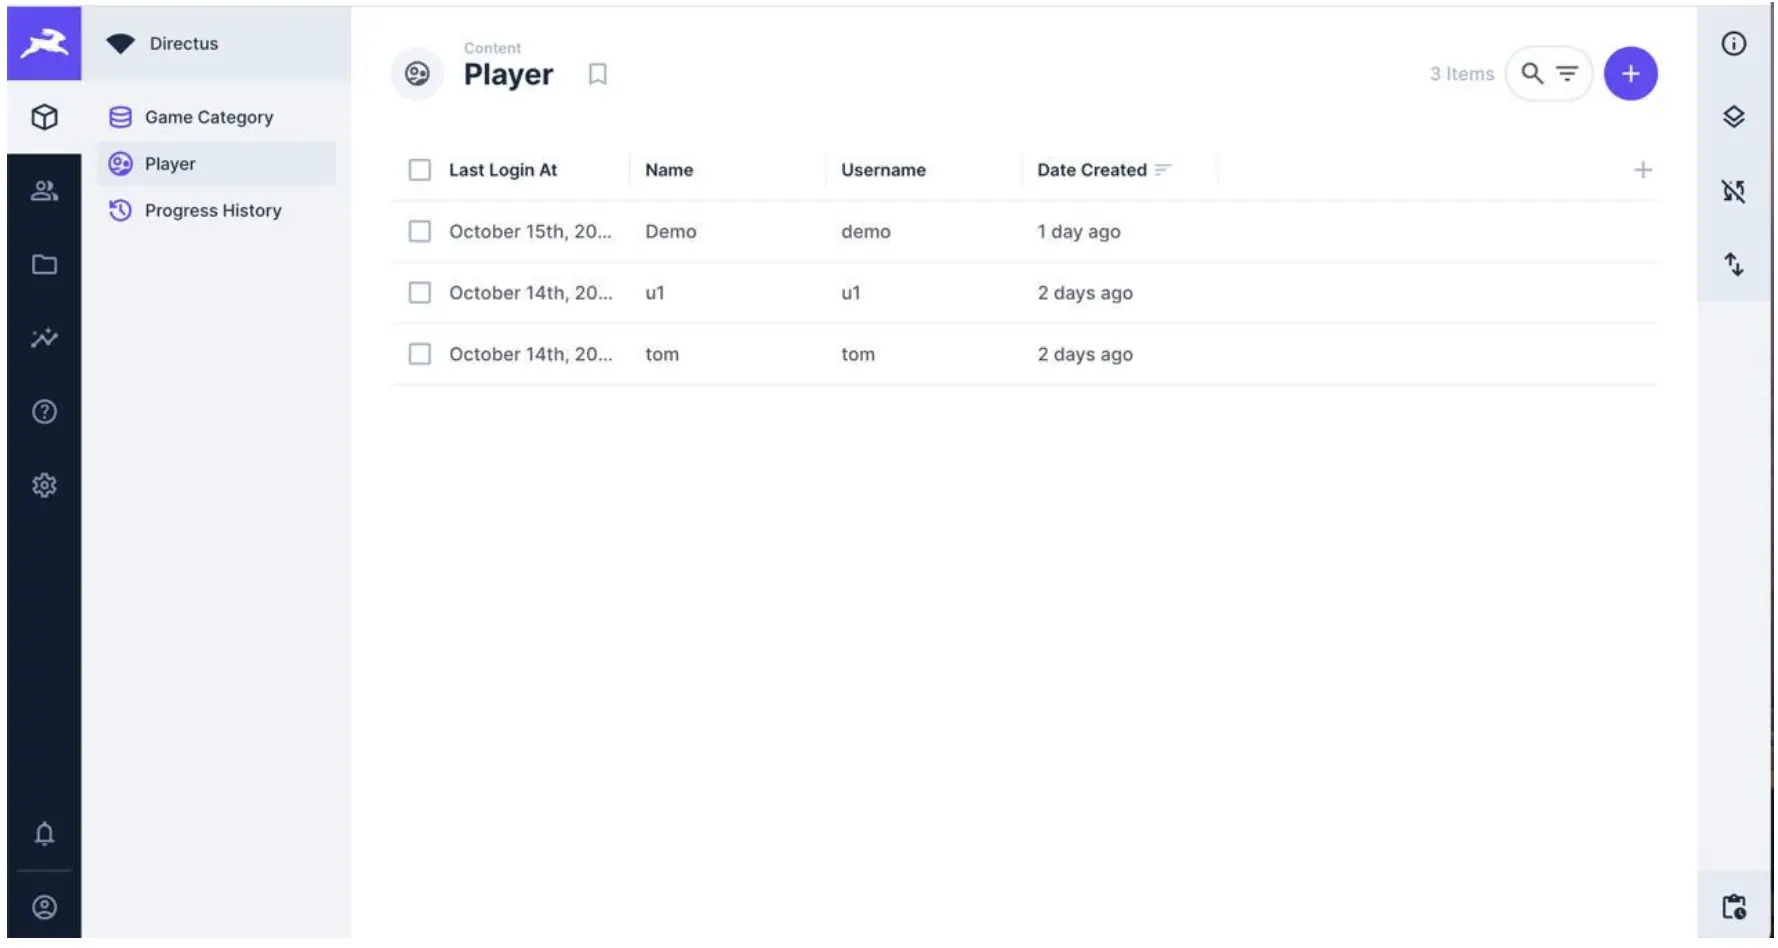 Directus
Game Category
Player
Progress History
Content
Player
3 Items
Last Login At Name Username Date Created
October 15th, 20... Demo demo 1 day ago
October 14th, 20... u1 u1 2 days ago
October 14th, 20... tom tom 2 days ago